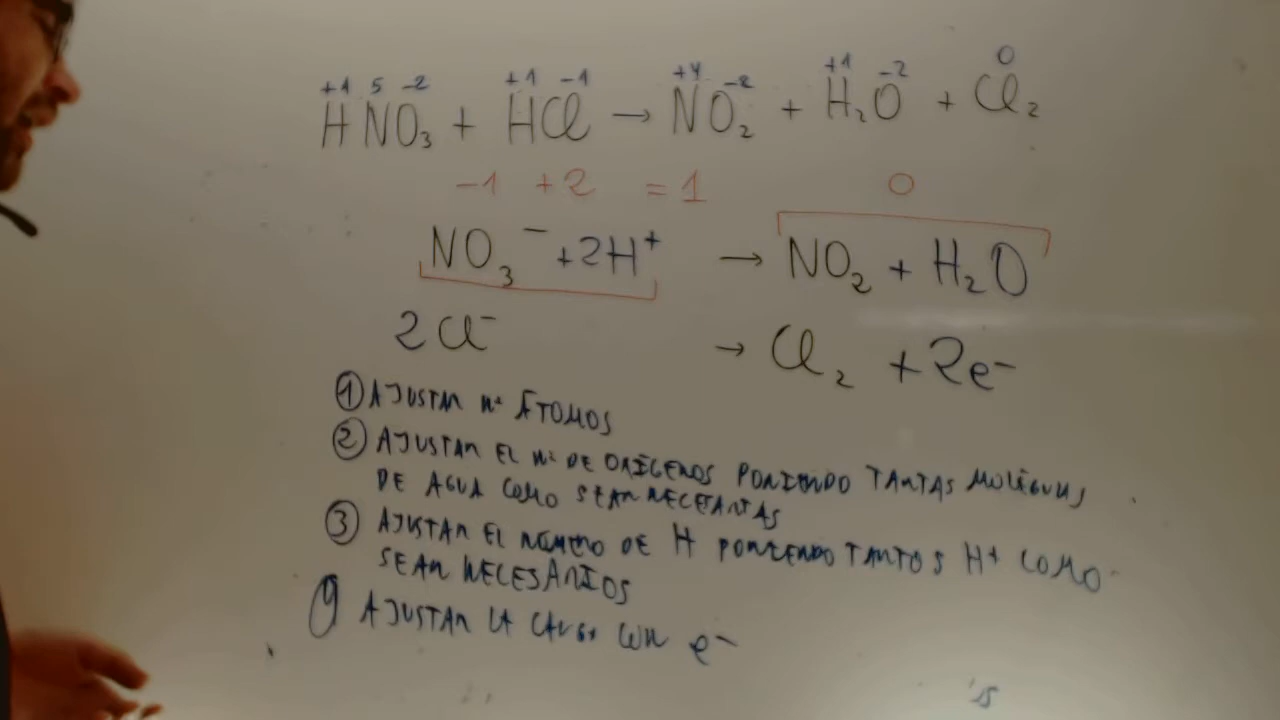 +1 5 -2 +1 -1 +4 -2 +1 -2 0
HNO₃ + HCl → NO₂ + H₂O + Cl₂
-1 +2 = 1 0
NO₃⁻ + 2H⁺ → NO₂ + H₂O
2Cl⁻ → Cl₂ + 2e⁻
① AJUSTAR Nº ÁTOMOS
② AJUSTAR EL Nº DE OXÍGENOS PONIENDO TANTAS MOLÉCULAS
DE AGUA COMO SEAN NECESARIAS
③ AJUSTAR EL NÚMERO DE H PONIENDO TANTOS H⁺ COMO
SEAN NECESARIOS
4) AJUSTAR LA CARGA CON e⁻